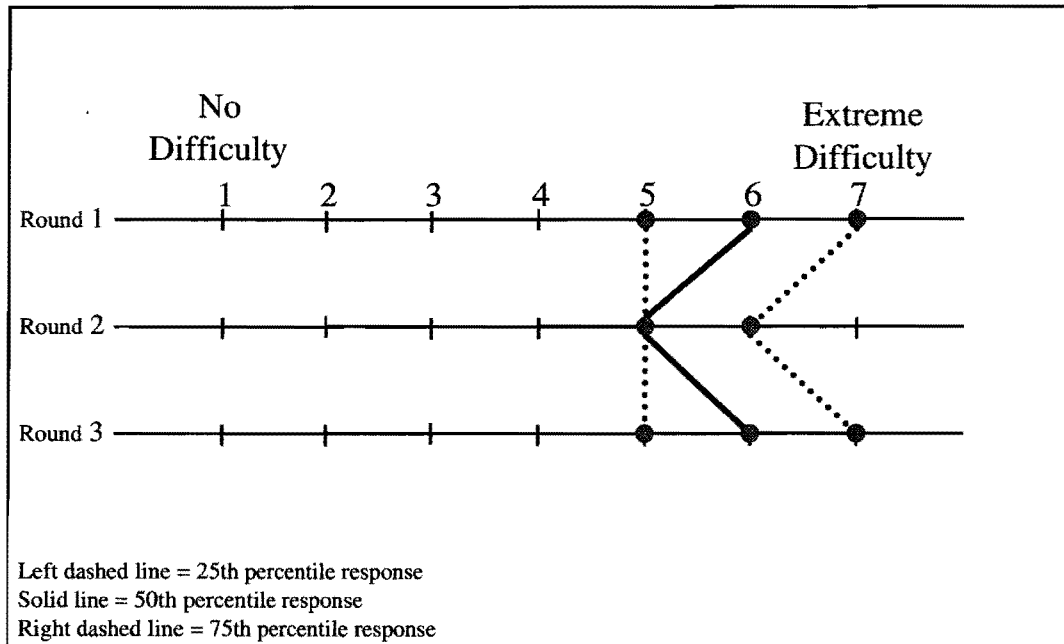 No
Difficulty
Extreme
Difficulty
1 2 3 4 5 6 7
Round 1
Round 2
Round 3
Left dashed line = 25th percentile response
Solid line = 50th percentile response
Right dashed line = 75th percentile response